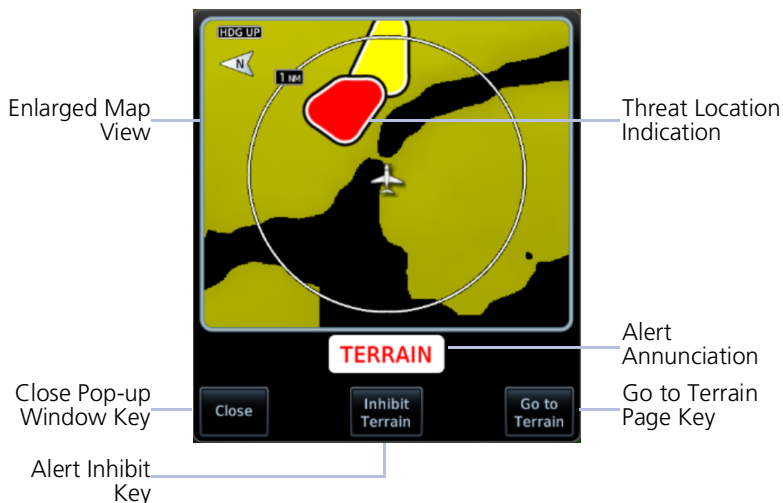 HDG UP
N
1 NM
Enlarged Map
View
Threat Location
Indication
TERRAIN
Alert
Annunciation
Close Pop-up
Window Key
Close
Inhibit
Terrain
Go to
Terrain
Go to Terrain
Page Key
Alert Inhibit
Key